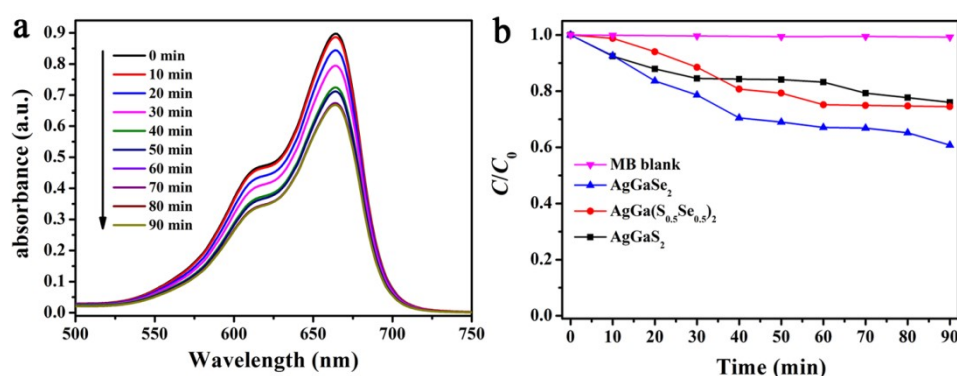 a
absorbance (a.u.)
0.9
0.8
0.7
0.6
0.5
0.4
0.3
0.2
0.1
0.0
0 min
10 min
20 min
30 min
40 min
50 min
60 min
70 min
80 min
90 min
500 550 600 650 700 750
Wavelength (nm)
b
C/C₀
1.0
0.8
0.6
0.4
0.2
0.0
MB blank
AgGaSe₂
AgGa(S₀.₅Se₀.₅)₂
AgGaS₂
0 10 20 30 40 50 60 70 80 90
Time (min)